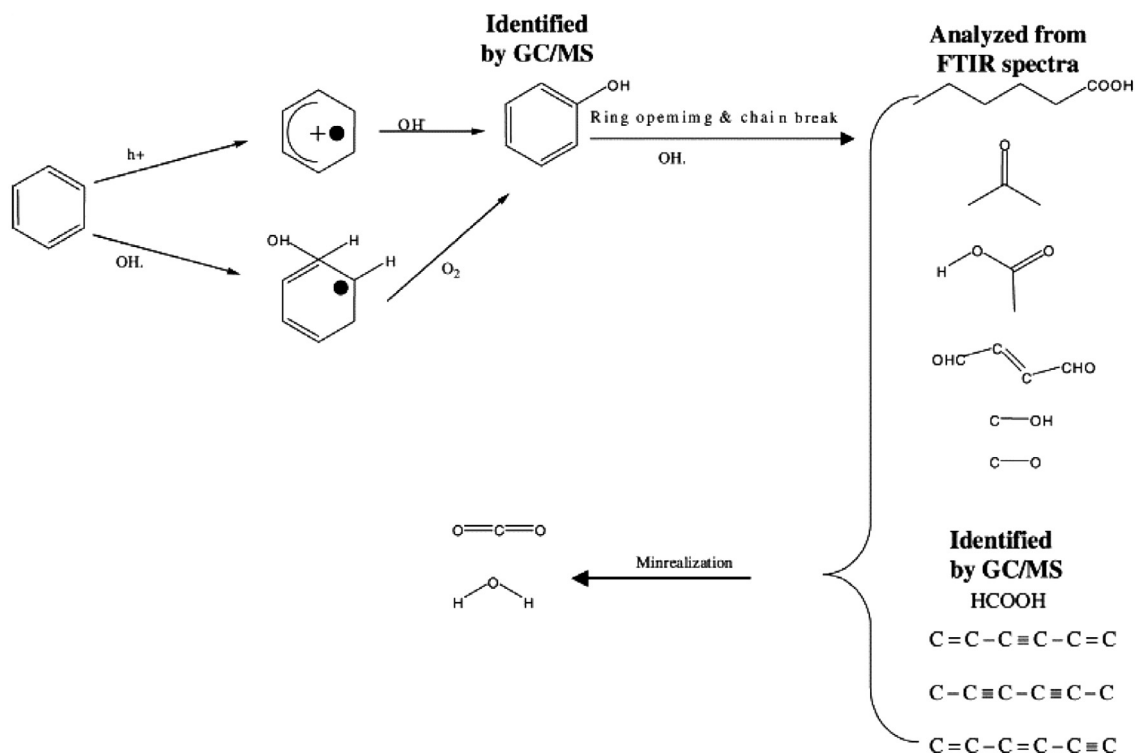 Identified
by GC/MS
Analyzed from
FTIR spectra
COOH
OH
Ring opemimg & chain break
OH.
h+
+
OH-
OH.
OH
H
H
O2
O
H
O
O
OHC
C
C
CHO
C
OH
C
O
O
C
O
Minrealization
O
H
H
Identified
by GC/MS
HCOOH
C=C-C≡C-C=C
C-C≡C-C≡C-C
C=C-C=C-C≡C